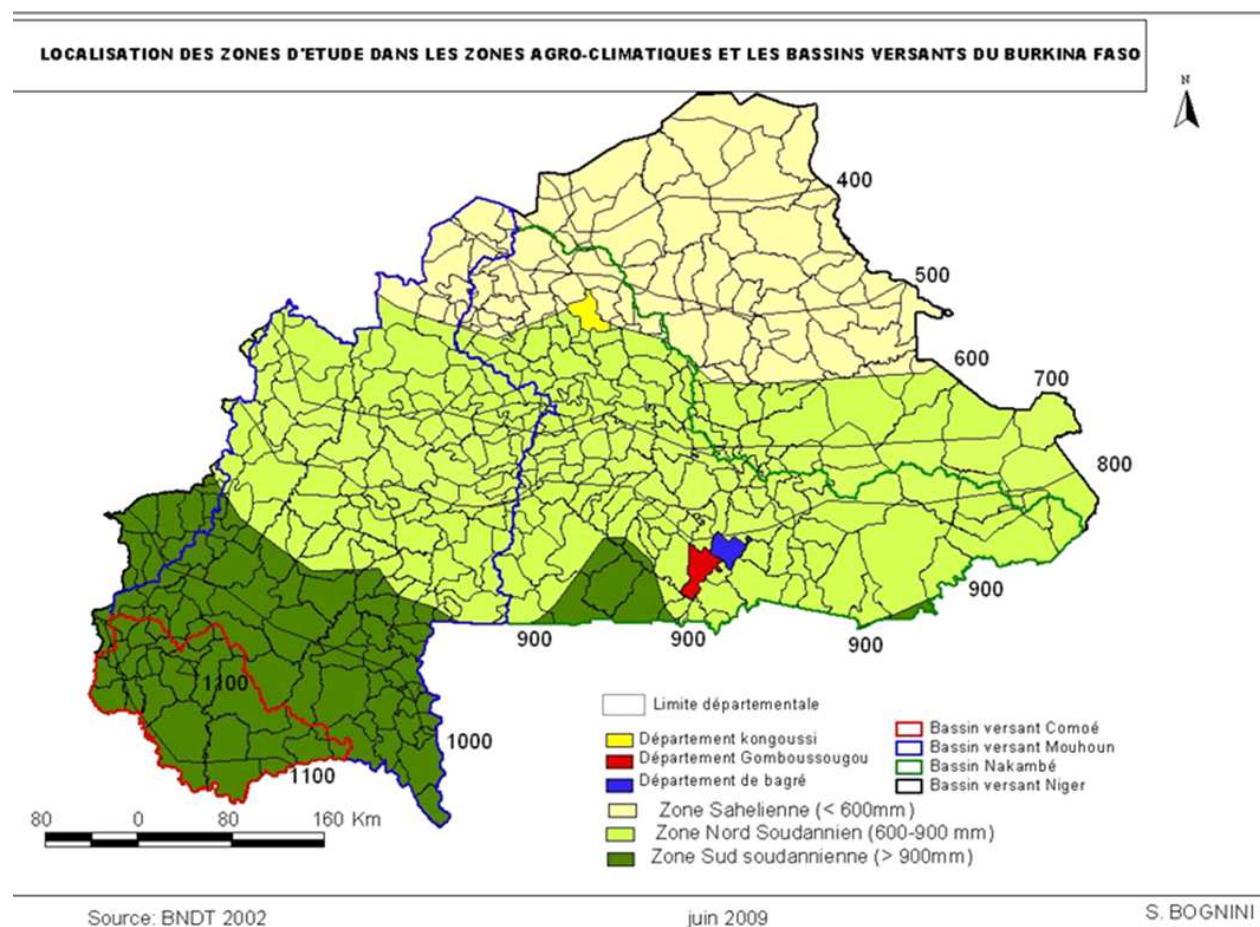 LOCALISATION DES ZONES D'ETUDE DANS LES ZONES AGRO-CLIMATIQUES ET LES BASSINS VERSANTS DU BURKINA FASO
N
400
500
600
700
800
900
900
900
900
1100
1000
1100
Limite départementale
Département kongoussi
Département Gomboussougou
Département de bagré
Zone Sahelienne (< 600mm)
Zone Nord Soudannien (600-900 mm)
Zone Sud soudannienne (> 900mm)
Bassin versant Comoé
Bassin versant Mouhoun
Bassin Nakambé
Bassin versant Niger
80 0 80 160 Km
Source: BNDT 2002
juin 2009
S. BOGNINI